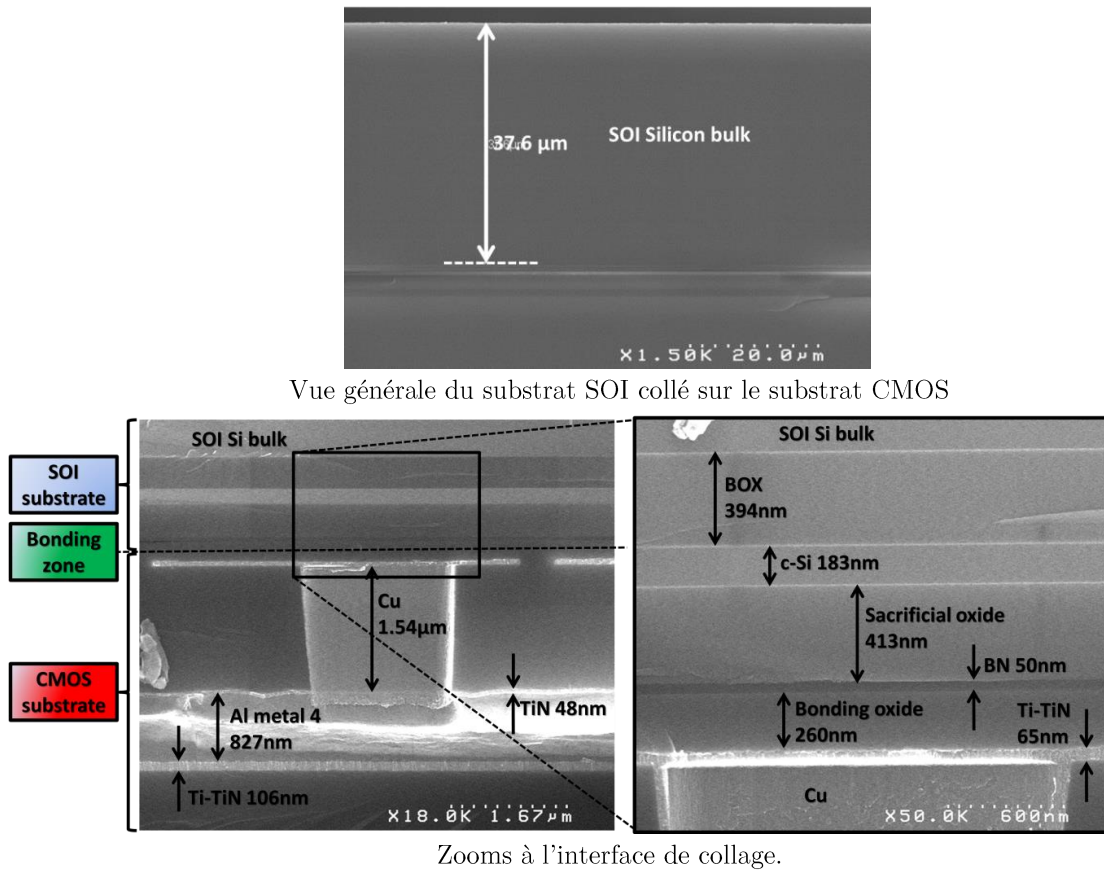 37.6 µm
SOI Silicon bulk
X1.50K 20.0µm
Vue générale du substrat SOI collé sur le substrat CMOS
SOI
substrate
Bonding
zone
CMOS
substrate
SOI Si bulk
Cu
1.54µm
Al metal 4
827nm
TiN 48nm
Ti-TiN 106nm
X18.0K 1.67µm
SOI Si bulk
BOX
394nm
c-Si 183nm
Sacrificial oxide
413nm
BN 50nm
Bonding oxide
260nm
Ti-TiN
65nm
Cu
X50.0K 600nm
Zooms à l'interface de collage.